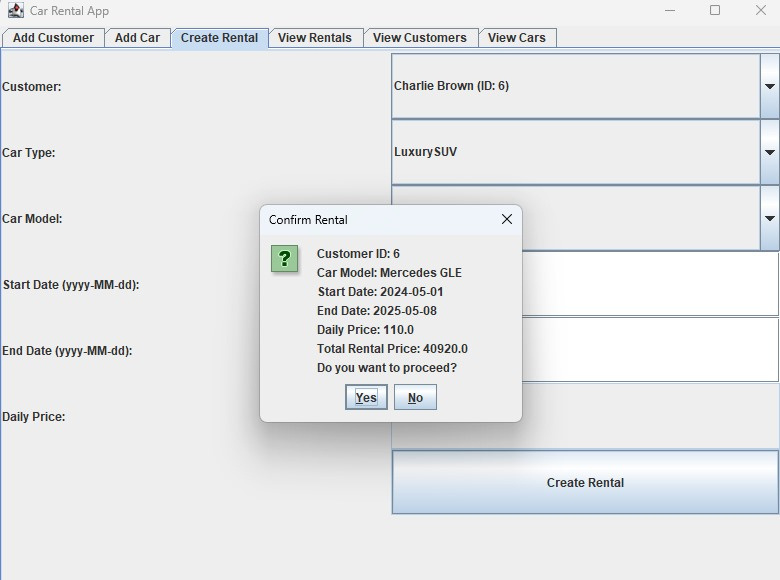 Car Rental App
Add Customer Add Car Create Rental View Rentals View Customers View Cars
Customer: Charlie Brown (ID: 6)
Car Type: LuxurySUV
Car Model:
Start Date (yyyy-MM-dd):
End Date (yyyy-MM-dd):
Daily Price:
Create Rental
Confirm Rental
?
Customer ID: 6
Car Model: Mercedes GLE
Start Date: 2024-05-01
End Date: 2025-05-08
Daily Price: 110.0
Total Rental Price: 40920.0
Do you want to proceed?
Yes No